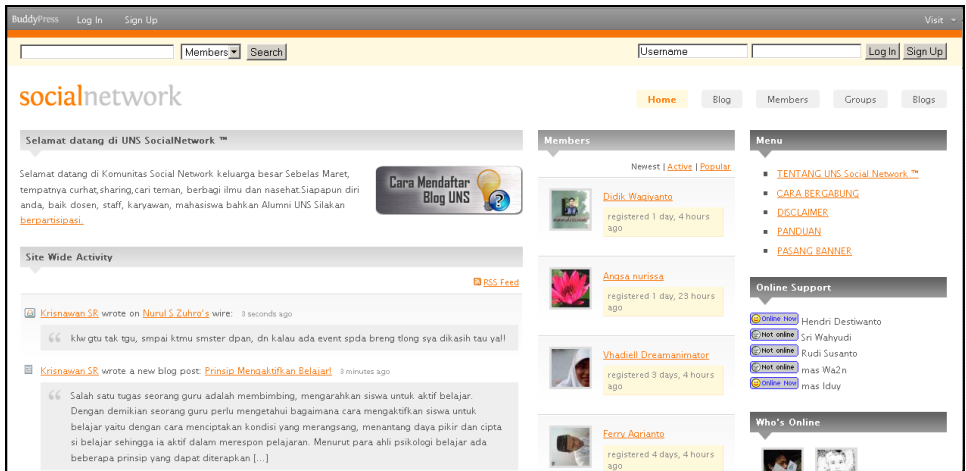 BuddyPress Log In Sign Up Visit
Members Search Username Log In Sign Up
socialnetwork
Home Blog Members Groups Blogs
Selamat datang di UNS SocialNetwork ™
Selamat datang di Komunitas Social Network keluarga besar Sebelas Maret,
tempatnya curhat,sharing,cari teman, berbagi ilmu dan nasehat.Siapapun diri
anda, baik dosen, staff, karyawan, mahasiswa bahkan Alumni UNS Silakan
berpartisipasi.
Cara Mendaftar
Blog UNS
Site Wide Activity
RSS Feed
Krisnawan SR wrote on Nurul S Zuhro's wire: 3 seconds ago
klw gtu tak tgu, smpai ktmu smster dpan, dn kalau ada event spda breng tlong sya dikasih tau ya!!
Krisnawan SR wrote a new blog post: Prinsip Mengaktifkan Belajar! 3 minutes ago
Salah satu tugas seorang guru adalah membimbing, mengarahkan siswa untuk aktif belajar.
Dengan demikian seorang guru perlu mengetahui bagaimana cara mengaktifkan siswa untuk
belajar yaitu dengan cara menciptakan kondisi yang merangsang, menantang daya pikir dan cipta
si belajar sehingga ia aktif dalam merespon pelajaran. Menurut para ahli psikologi belajar ada
beberapa prinsip yang dapat diterapkan [...]
Members
Newest | Active | Popular
Didik Wagiyanto
registered 1 day, 4 hours
ago
Angsa nurissa
registered 1 day, 23 hours
ago
Vhadiell Dreamanimator
registered 3 days, 4 hours
ago
Ferry Agrianto
registered 4 days, 4 hours
ago
Menu
TENTANG UNS Social Network ™
CARA BERGABUNG
DISCLAIMER
PANDUAN
PASANG BANNER
Online Support
Online Now Hendri Destiwanto
Not online Sri Wahyudi
Not online Rudi Susanto
Not online mas Wa2n
Online Now mas Iduy
Who's Online